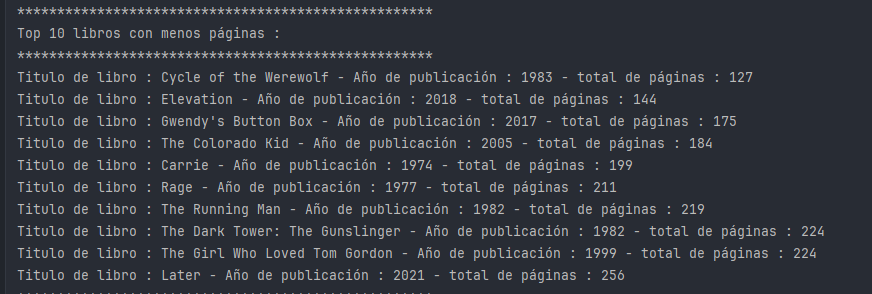 ****************************************************
Top 10 libros con menos páginas :
****************************************************
Titulo de libro : Cycle of the Werewolf - Año de publicación : 1983 - total de páginas : 127
Titulo de libro : Elevation - Año de publicación : 2018 - total de páginas : 144
Titulo de libro : Gwendy's Button Box - Año de publicación : 2017 - total de páginas : 175
Titulo de libro : The Colorado Kid - Año de publicación : 2005 - total de páginas : 184
Titulo de libro : Carrie - Año de publicación : 1974 - total de páginas : 199
Titulo de libro : Rage - Año de publicación : 1977 - total de páginas : 211
Titulo de libro : The Running Man - Año de publicación : 1982 - total de páginas : 219
Titulo de libro : The Dark Tower: The Gunslinger - Año de publicación : 1982 - total de páginas : 224
Titulo de libro : The Girl Who Loved Tom Gordon - Año de publicación : 1999 - total de páginas : 224
Titulo de libro : Later - Año de publicación : 2021 - total de páginas : 256
****************************************************